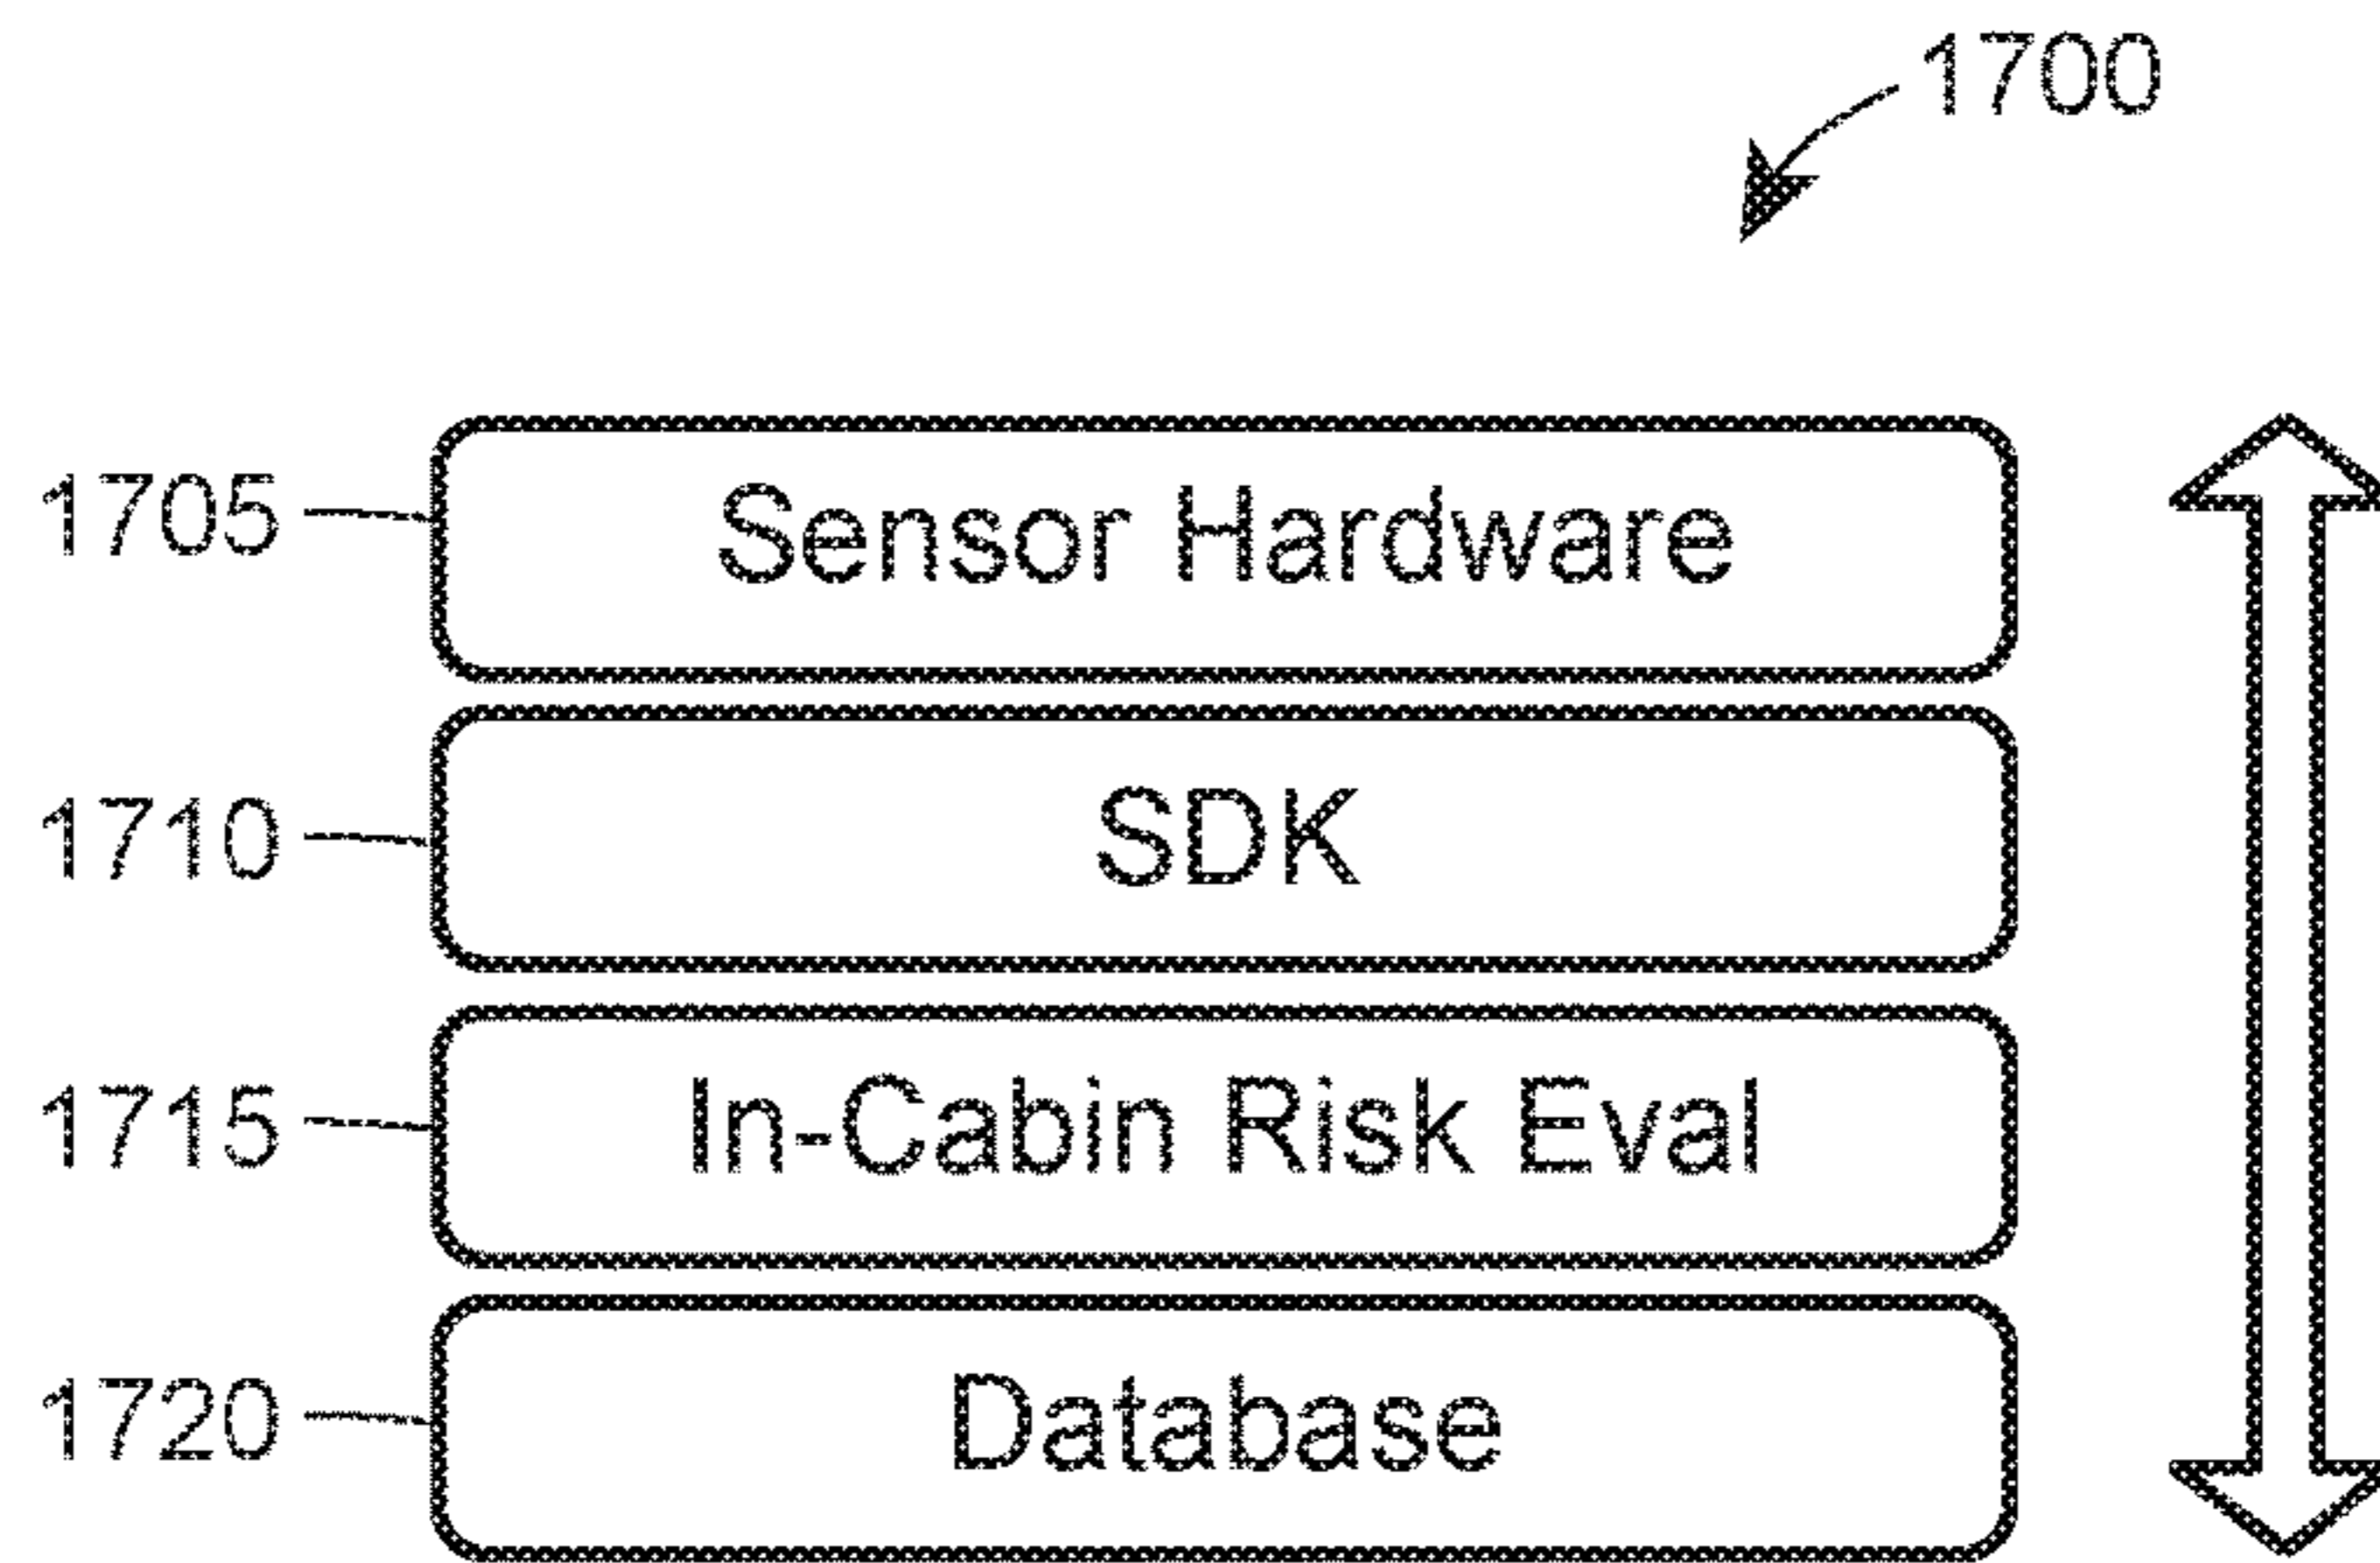 1700
1705 Sensor Hardware
1710 SDK
1715 In-Cabin Risk Eval
1720 Database